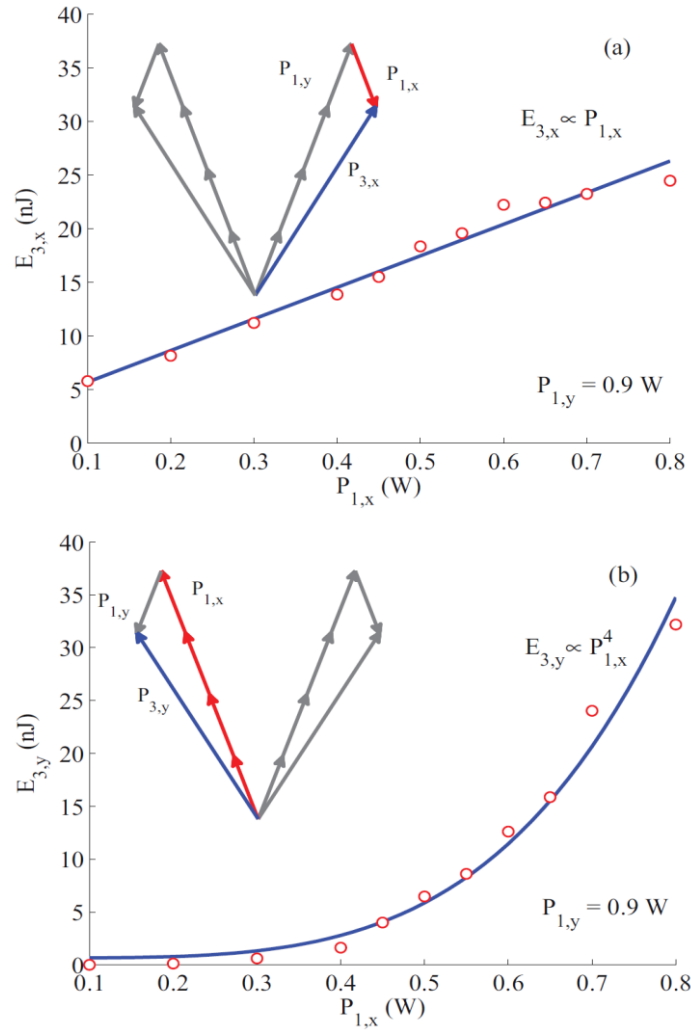 40
35
30
25
20
15
10
5
0
E3,x (nJ)
(a)
P1,y
P1,x
P3,x
E3,x ∝ P1,x
P1,y = 0.9 W
0.1 0.2 0.3 0.4 0.5 0.6 0.7 0.8
P1,x (W)
40
35
30
25
20
15
10
5
0
E3,y (nJ)
(b)
P1,y
P1,x
P3,y
E3,y ∝ P1,x^4
P1,y = 0.9 W
0.1 0.2 0.3 0.4 0.5 0.6 0.7 0.8
P1,x (W)